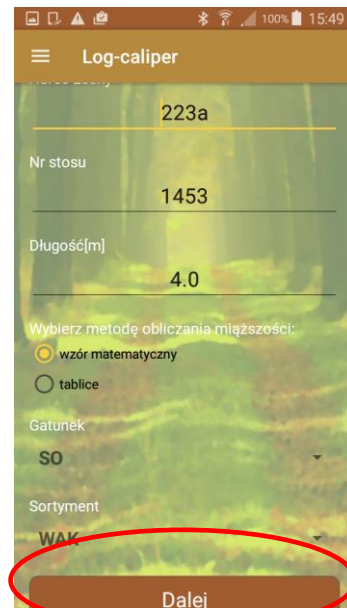 100% 15:49
Log-caliper
223a
Nr stosu
1453
Długość[m]
4.0
Wybierz metodę obliczania miąższości:
wzór matematyczny
tablice
Gatunek
SO
Sortyment
WAK
Dalej